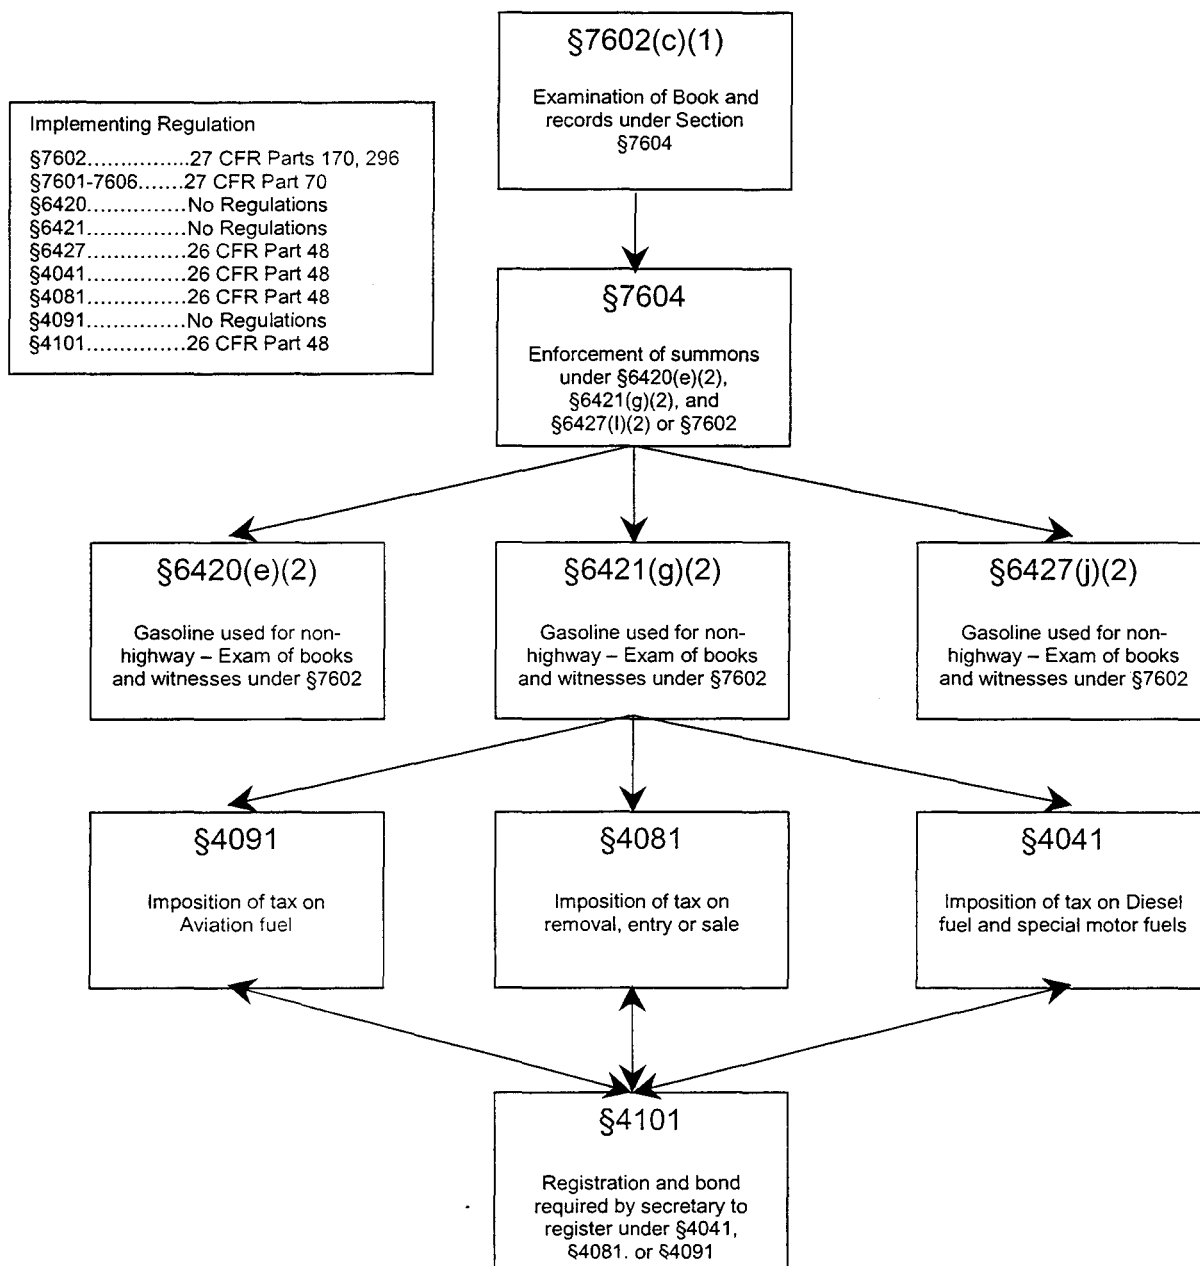 §7602(c)(1)
Examination of Book and
records under Section
§7604
Implementing Regulation
§7602...............27 CFR Parts 170, 296
§7601-7606.......27 CFR Part 70
§6420...............No Regulations
§6421...............No Regulations
§6427...............26 CFR Part 48
§4041...............26 CFR Part 48
§4081...............26 CFR Part 48
§4091...............No Regulations
§4101...............26 CFR Part 48
§7604
Enforcement of summons
under §6420(e)(2),
§6421(g)(2), and
§6427(I)(2) or §7602
§6420(e)(2)
Gasoline used for non-
highway – Exam of books
and witnesses under §7602
§6421(g)(2)
Gasoline used for non-
highway – Exam of books
and witnesses under §7602
§6427(j)(2)
Gasoline used for non-
highway – Exam of books
and witnesses under §7602
§4091
Imposition of tax on
Aviation fuel
§4081
Imposition of tax on
removal, entry or sale
§4041
Imposition of tax on Diesel
fuel and special motor fuels
§4101
Registration and bond
required by secretary to
register under §4041,
§4081. or §4091